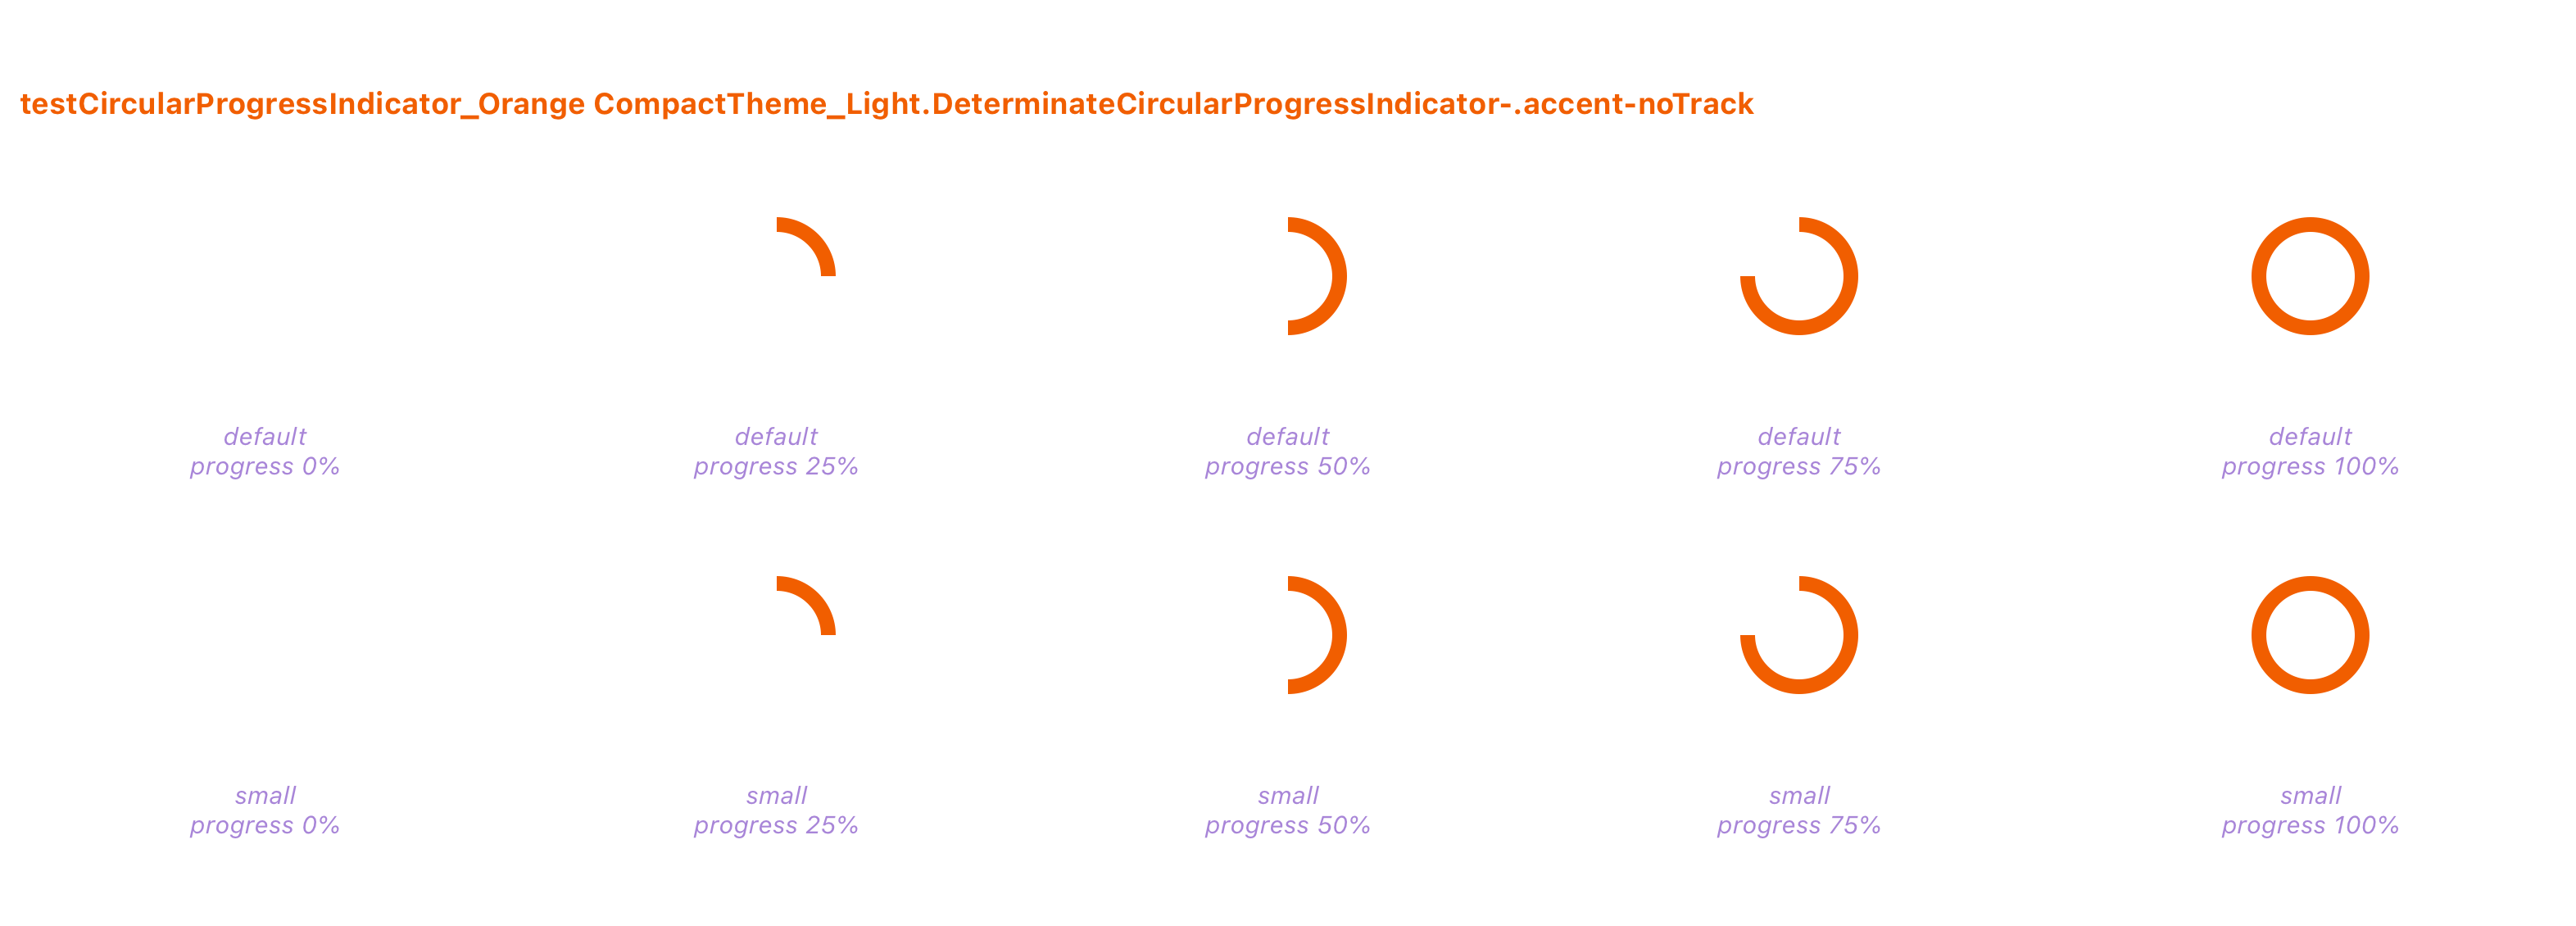 testCircularProgressIndicator_Orange CompactTheme_Light.DeterminateCircularProgressIndicator-.accent-noTrack
default
progress 0%
default
progress 25%
default
progress 50%
default
progress 75%
default
progress 100%
small
progress 0%
small
progress 25%
small
progress 50%
small
progress 75%
small
progress 100%